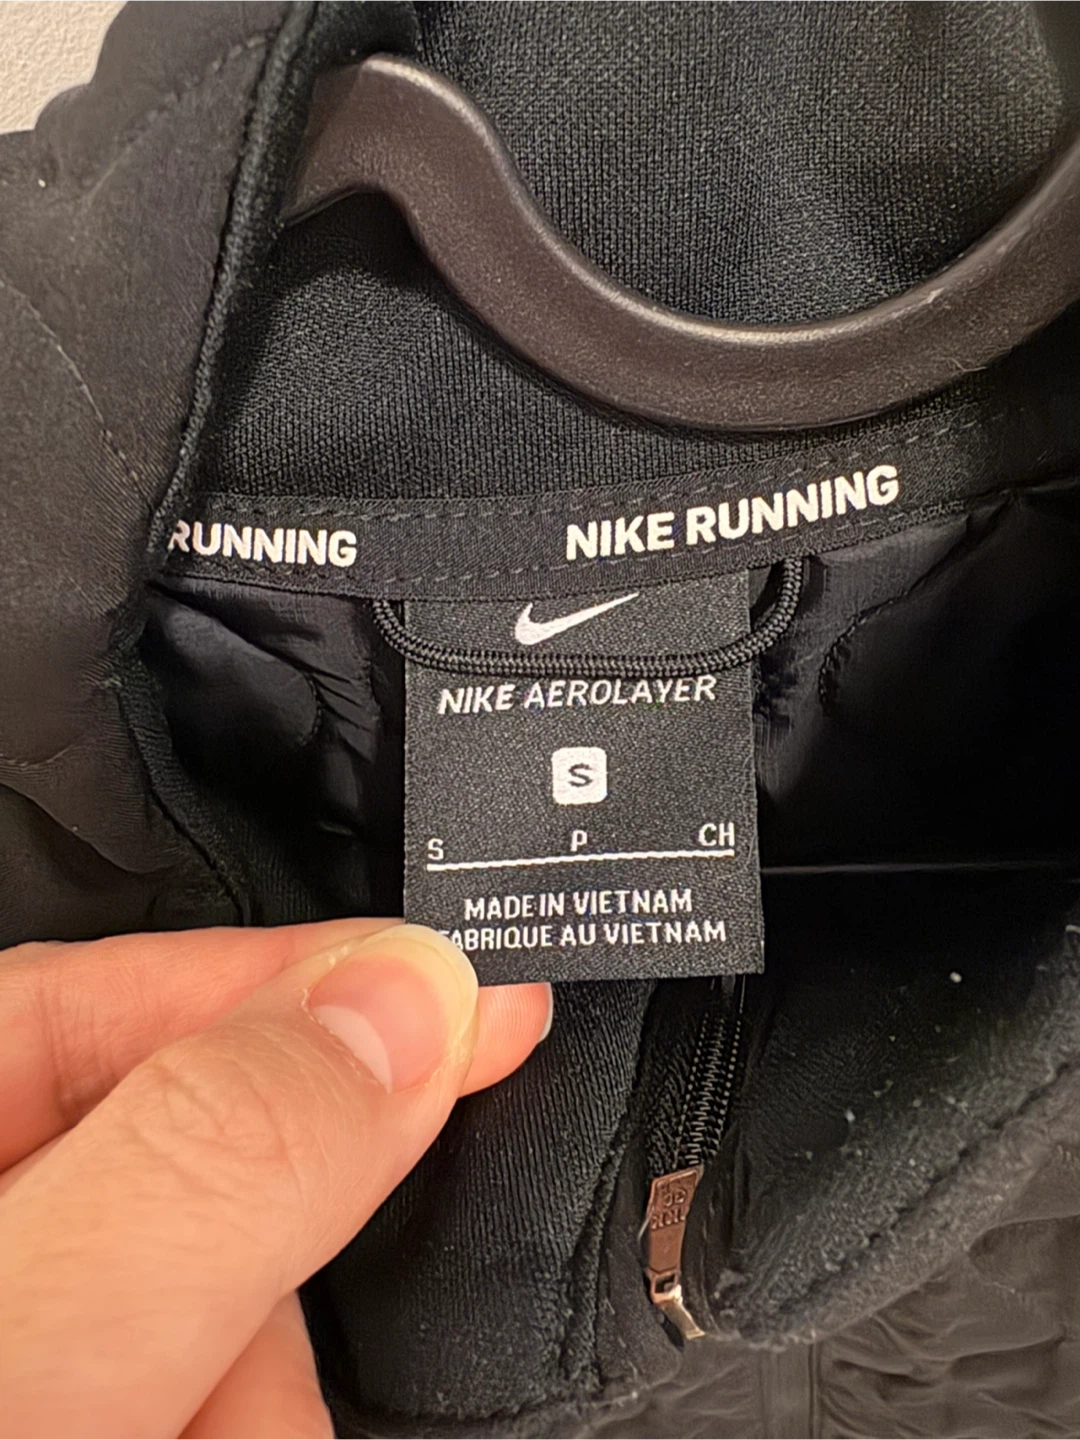 RUNNING NIKE RUNNING
NIKE AEROLAYER
S
S P CH
MADE IN VIETNAM
FABRIQUE AU VIETNAM